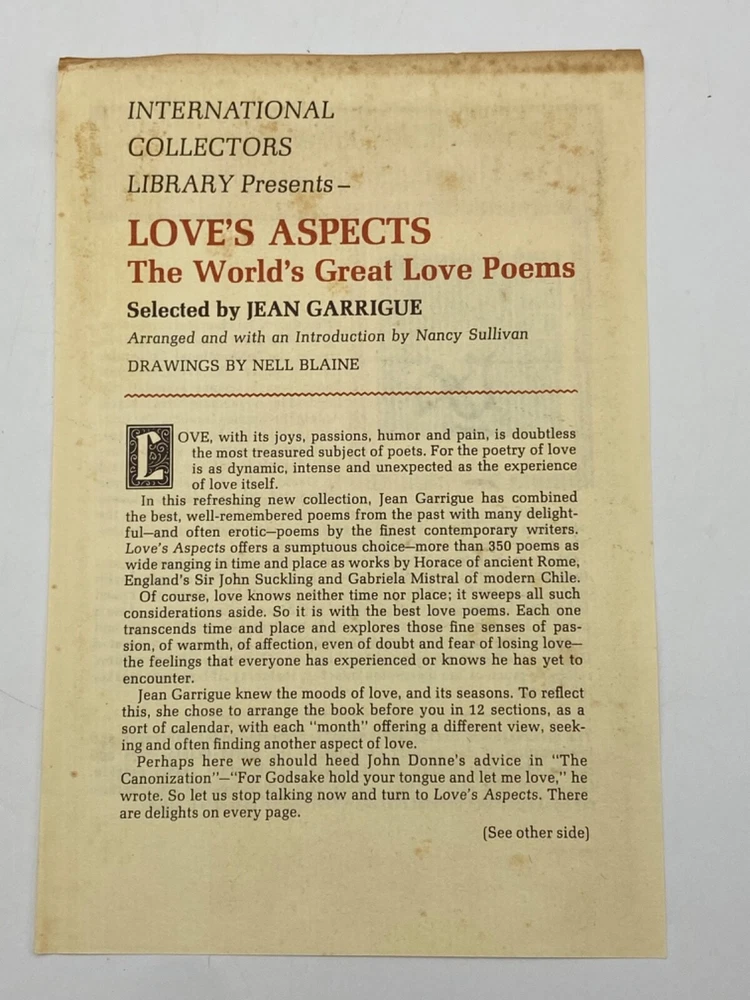 INTERNATIONAL
COLLECTORS
LIBRARY Presents—
LOVE'S ASPECTS
The World's Great Love Poems
Selected by JEAN GARRIGUE
Arranged and with an Introduction by Nancy Sullivan
DRAWINGS BY NELL BLAINE
LOVE, with its joys, passions, humor and pain, is doubtless
the most treasured subject of poets. For the poetry of love
is as dynamic, intense and unexpected as the experience
of love itself.
In this refreshing new collection, Jean Garrigue has combined
the best, well-remembered poems from the past with many delight-
ful—and often erotic—poems by the finest contemporary writers.
Love's Aspects offers a sumptuous choice—more than 350 poems as
wide ranging in time and place as works by Horace of ancient Rome,
England's Sir John Suckling and Gabriela Mistral of modern Chile.
Of course, love knows neither time nor place; it sweeps all such
considerations aside. So it is with the best love poems. Each one
transcends time and place and explores those fine senses of pas-
sion, of warmth, of affection, even of doubt and fear of losing love—
the feelings that everyone has experienced or knows he has yet to
encounter.
Jean Garrigue knew the moods of love, and its seasons. To reflect
this, she chose to arrange the book before you in 12 sections, as a
sort of calendar, with each "month" offering a different view, seek-
ing and often finding another aspect of love.
Perhaps here we should heed John Donne's advice in "The
Canonization"—"For Godsake hold your tongue and let me love," he
wrote. So let us stop talking now and turn to Love's Aspects. There
are delights on every page.
(See other side)